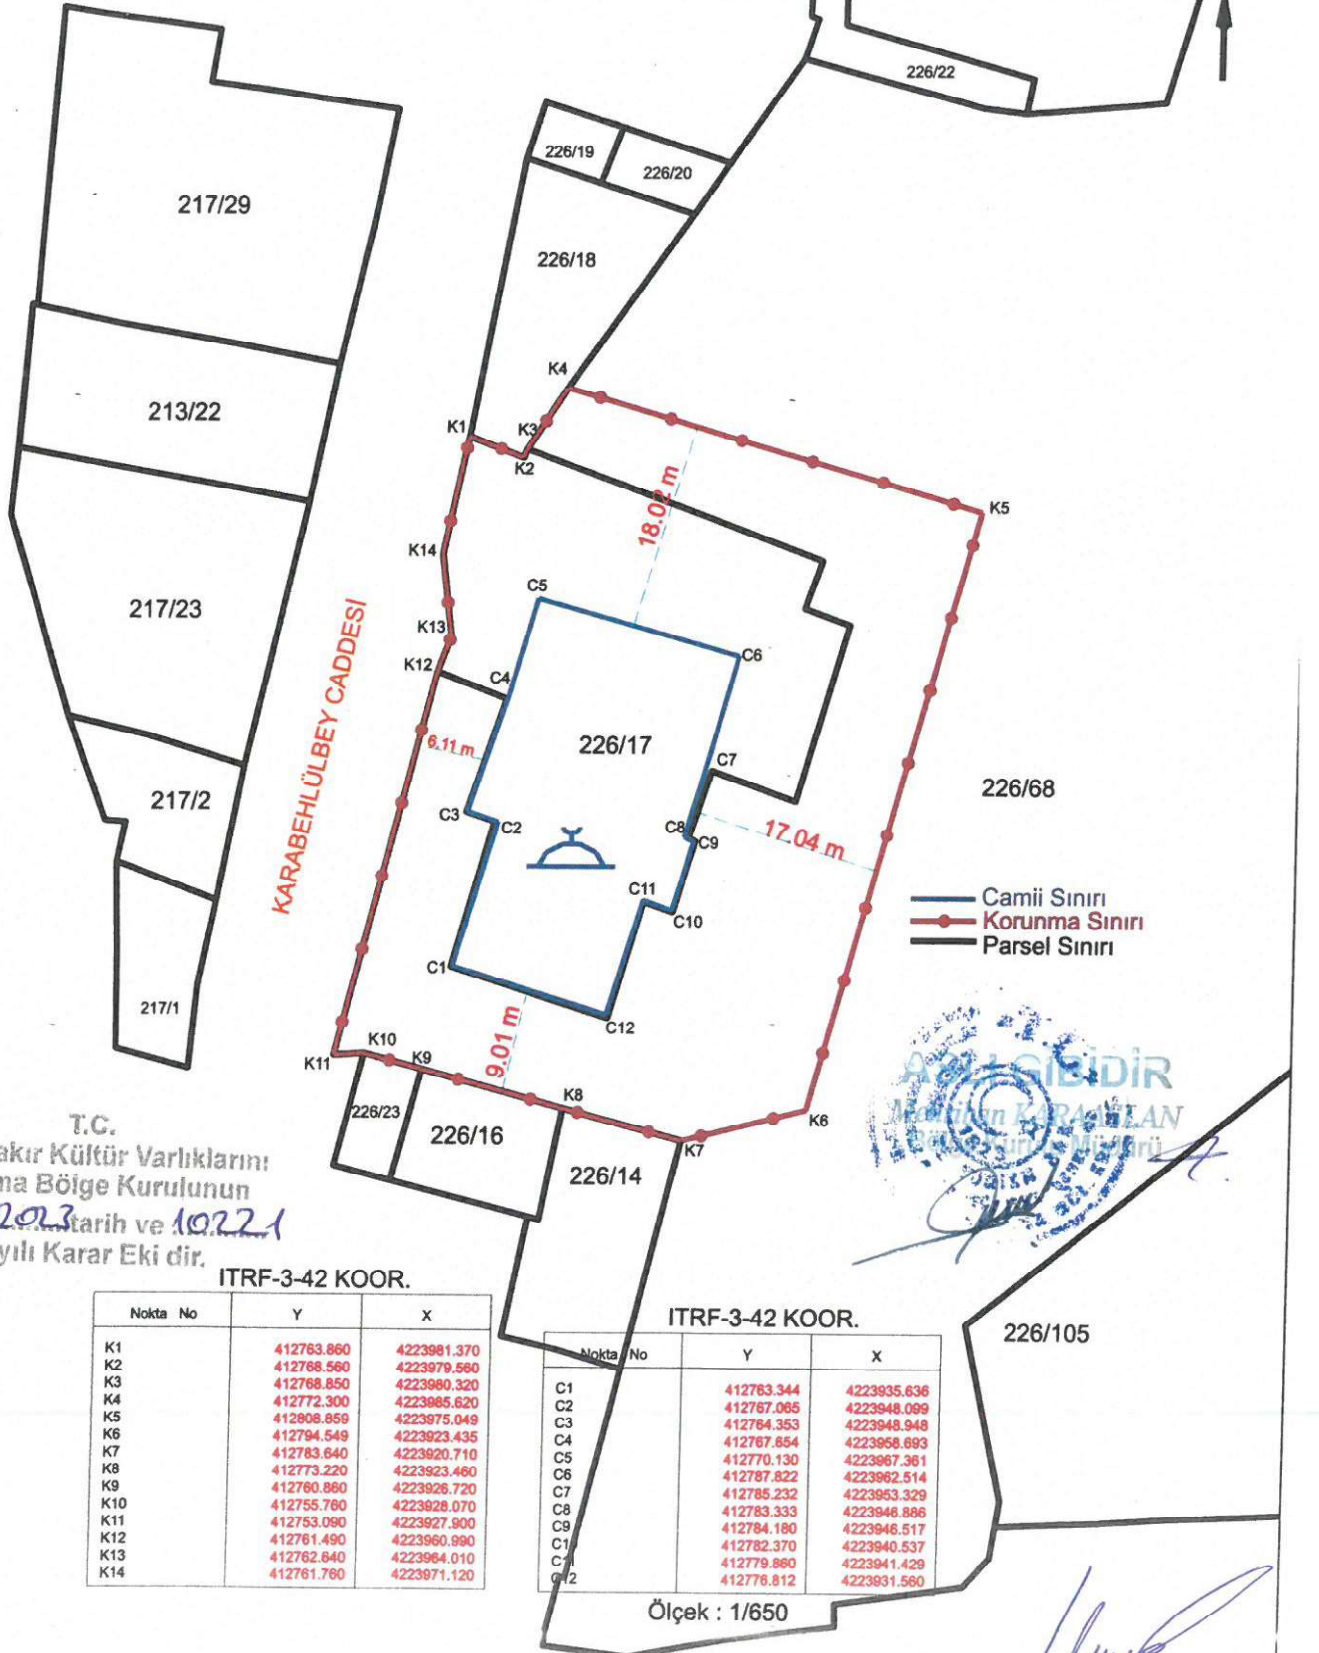 226/22
226/19
226/20
217/29
226/18
K4
213/22
K1
K3
K2
K5
18.02 m
K14
217/23
C5
K13
C6
K12
C4
KARABEHLÜLBEY CADDESİ
6.11 m
226/17
C7
226/68
217/2
C3
C2
C8
C9
17.04 m
C11
C10
Camii Sınırı
Korunma Sınırı
Parsel Sınırı
C1
217/1
C12
9.01 m
K10
K11
K9
K8
ASLI GİBİDİR
KARAASLAN
226/23
226/16
K6
K7
226/14
T.C.
akır Kültür Varlıklarını
ma Bölge Kurulunun
2023 tarih ve 10221
yılı Karar Eki dir.
ITRF-3-42 KOOR.
Nokta No Y X
K1 412763.860 4223981.370
K2 412768.560 4223979.560
K3 412768.850 4223980.320
K4 412772.300 4223985.620
K5 412808.859 4223975.049
K6 412794.549 4223923.435
K7 412783.640 4223920.710
K8 412773.220 4223923.460
K9 412760.860 4223926.720
K10 412755.760 4223928.070
K11 412753.090 4223927.900
K12 412761.490 4223960.990
K13 412762.640 4223964.010
K14 412761.760 4223971.120
ITRF-3-42 KOOR.
Nokta No Y X
C1 412763.344 4223935.636
C2 412767.065 4223948.099
C3 412764.353 4223948.948
C4 412767.654 4223958.693
C5 412770.130 4223967.361
C6 412787.822 4223962.514
C7 412785.232 4223953.329
C8 412783.333 4223946.886
C9 412784.180 4223946.517
C1 412782.370 4223940.537
C11 412779.860 4223941.429
C12 412776.812 4223931.560
Ölçek : 1/650
226/105